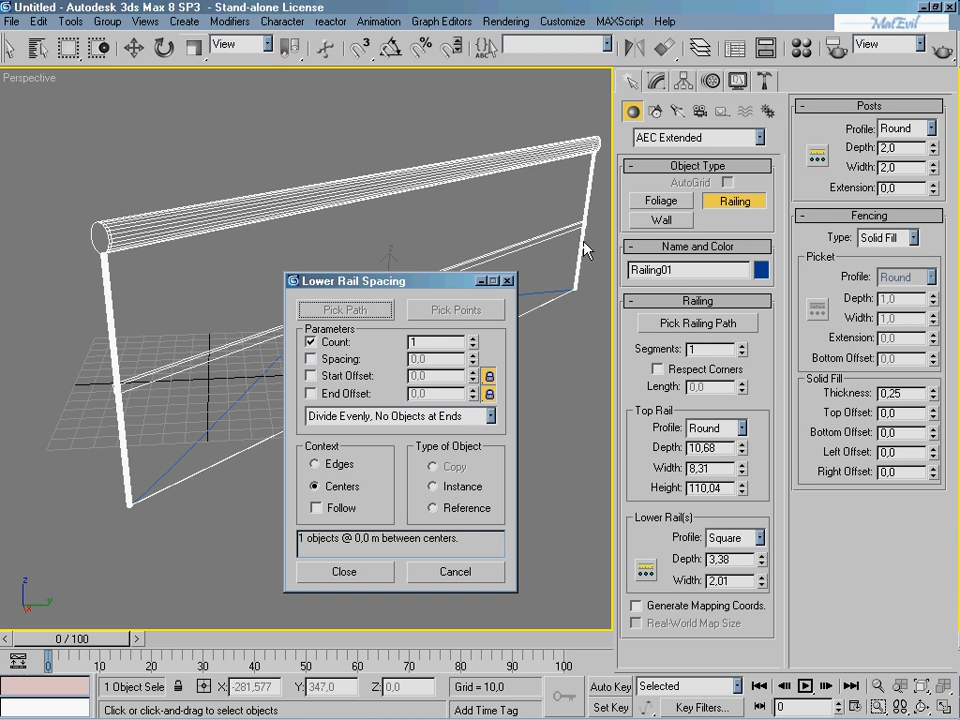 Untitled - Autodesk 3ds Max 8 SP3 - Stand-alone License
File Edit Tools Group Views Create Modifiers Character reactor Animation Graph Editors Rendering Customize MAXScript Help
MatEvil
View
3
%
ABC
View
Perspective
AEC Extended
- Object Type
AutoGrid
Foliage Railing
Wall
- Name and Color
Railing01
- Railing
Pick Railing Path
Segments: 1
Respect Corners
Length: 0,0
Top Rail
Profile: Round
Depth: 10,68
Width: 8,31
Height: 110,04
Lower Rail(s)
Profile: Square
Depth: 3,38
Width: 2,01
Generate Mapping Coords.
Real-World Map Size
- Posts
Profile: Round
Depth: 2,0
Width: 2,0
Extension: 0,0
- Fencing
Type: Solid Fill
Picket
Profile: Round
Depth: 1,0
Width: 1,0
Extension: 0,0
Bottom Offset: 0,0
Solid Fill
Thickness: 0,25
Top Offset: 0,0
Bottom Offset: 0,0
Left Offset: 0,0
Right Offset: 0,0
Lower Rail Spacing
Pick Path Pick Points
Parameters
Count: 1
Spacing: 0,0
Start Offset: 0,0
End Offset: 0,0
Divide Evenly, No Objects at Ends
Context
Edges
Centers
Follow
Type of Object
Copy
Instance
Reference
1 objects @ 0,0 m between centers.
Close Cancel
z
y
x
z
< 0 / 100 >
0 10 20 30 40 50 60 70 80 90 100
1 Object Sele X: -281,577 Y: 347,0 Z: 0,0 Grid = 10,0
Auto Key Selected
Click or click-and-drag to select objects Add Time Tag
Set Key Key Filters... 0